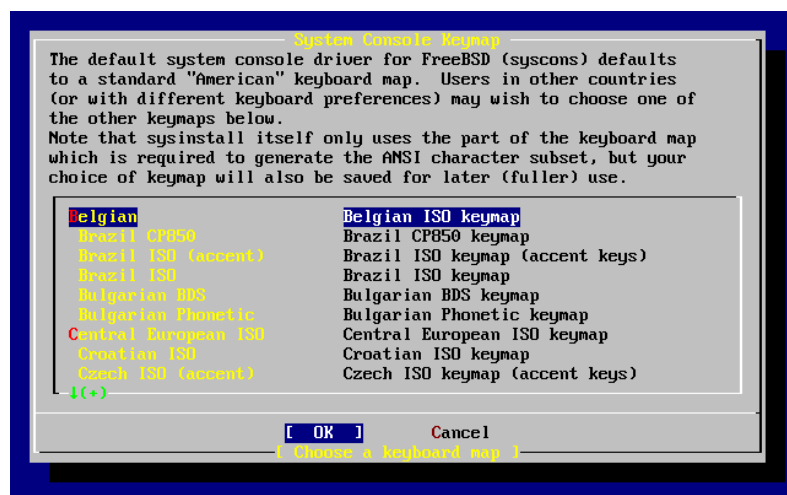 System Console Keymap
The default system console driver for FreeBSD (syscons) defaults
to a standard "American" keyboard map.  Users in other countries
(or with different keyboard preferences) may wish to choose one of
the other keymaps below.
Note that sysinstall itself only uses the part of the keyboard map
which is required to generate the ANSI character subset, but your
choice of keymap will also be saved for later (fuller) use.
Belgian Belgian ISO keymap
Brazil CP850 Brazil CP850 keymap
Brazil ISO (accent) Brazil ISO keymap (accent keys)
Brazil ISO Brazil ISO keymap
Bulgarian BDS Bulgarian BDS keymap
Bulgarian Phonetic Bulgarian Phonetic keymap
Central European ISO Central European ISO keymap
Croatian ISO Croatian ISO keymap
Czech ISO (accent) Czech ISO keymap (accent keys)
↓(+)
[ OK ] Cancel
[ Choose a keyboard map ]